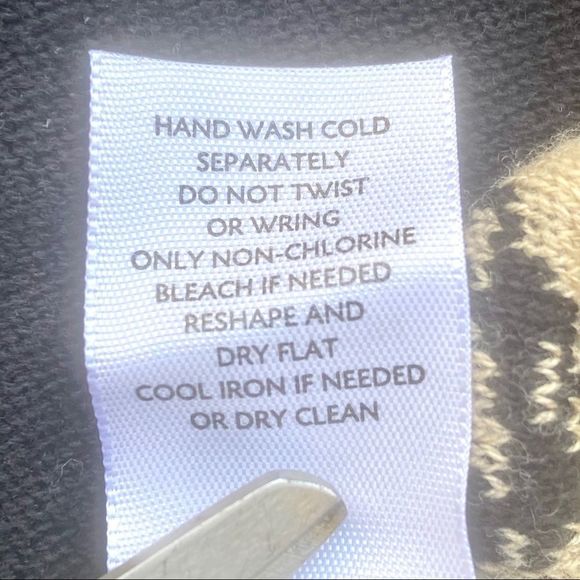 HAND WASH COLD
SEPARATELY
DO NOT TWIST
OR WRING
ONLY NON-CHLORINE
BLEACH IF NEEDED
RESHAPE AND
DRY FLAT
COOL IRON IF NEEDED
OR DRY CLEAN